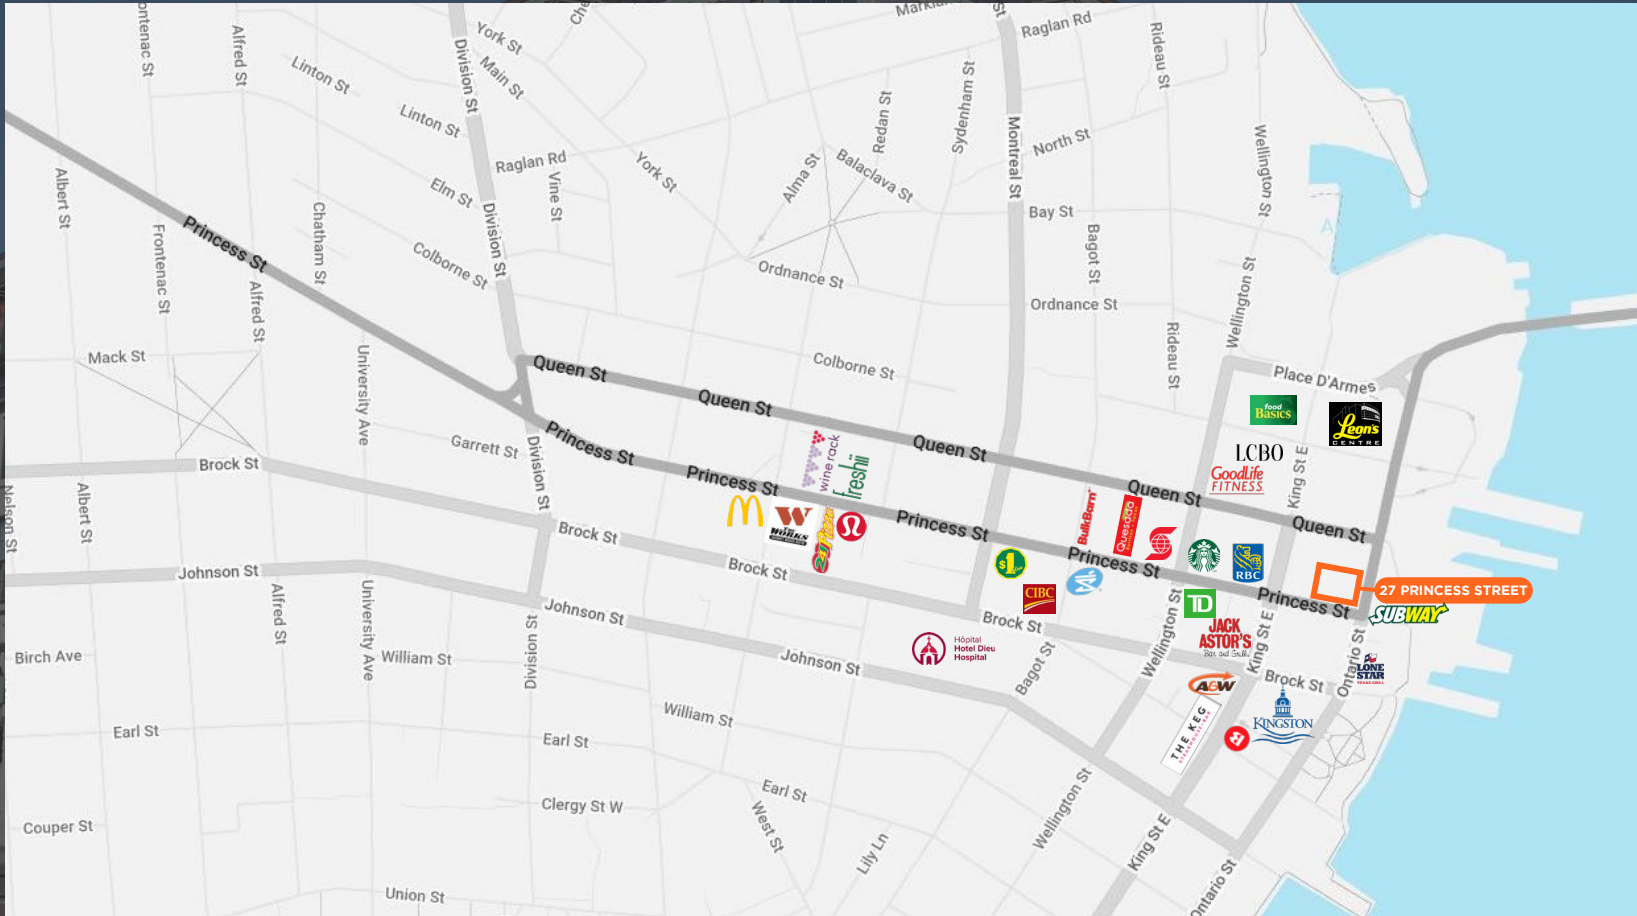 Frontenac St
Alfred St
Division St
York St
Main St
Linton St
Linton St
Raglan Rd
Rideau St
Montreal St
Sydenham St
Redan St
North St
Wellington St
Albert St
Frontenac St
Princess St
Chatham St
Elm St
Vine St
Raglan Rd
York St
Alma St
Balaclava St
Bay St
Bagot St
Division St
Colborne St
Ordnance St
Ordnance St
Wellington St
Alfred St
Mack St
University Ave
Queen St
Queen St
Colborne St
Rideau St
Place D'Armes
food
Basics
Leon's
CENTRE
LCBO
GoodLife
FITNESS
King St E
Garrett St
Princess St
Princess St
wine rack
freshii
Queen St
Queen St
Queen St
Brock St
Nelson St
Albert St
Division St
THE
WORKS
Pizza
Brock St
Brock St
Princess St
BulkBarn
Quesada
Princess St
RBC
27 PRINCESS STREET
Princess St
SUBWAY
$1
CIBC
TD
JACK
ASTOR'S
Bar and Grill
Johnson St
Alfred St
University Ave
Johnson St
Johnson St
Hôpital
Hotel Dieu
Hospital
Brock St
Bagot St
Wellington St
King St E
Ontario St
LONE
STAR
TEXAS GRILL
Brock St
Birch Ave
William St
Division St
A&W
THE KEG
STEAKHOUSE + BAR
KINGSTON
William St
Earl St
Earl St
Earl St
West St
Clergy St W
Couper St
Lily Ln
Wellington St
King St E
Ontario St
Union St